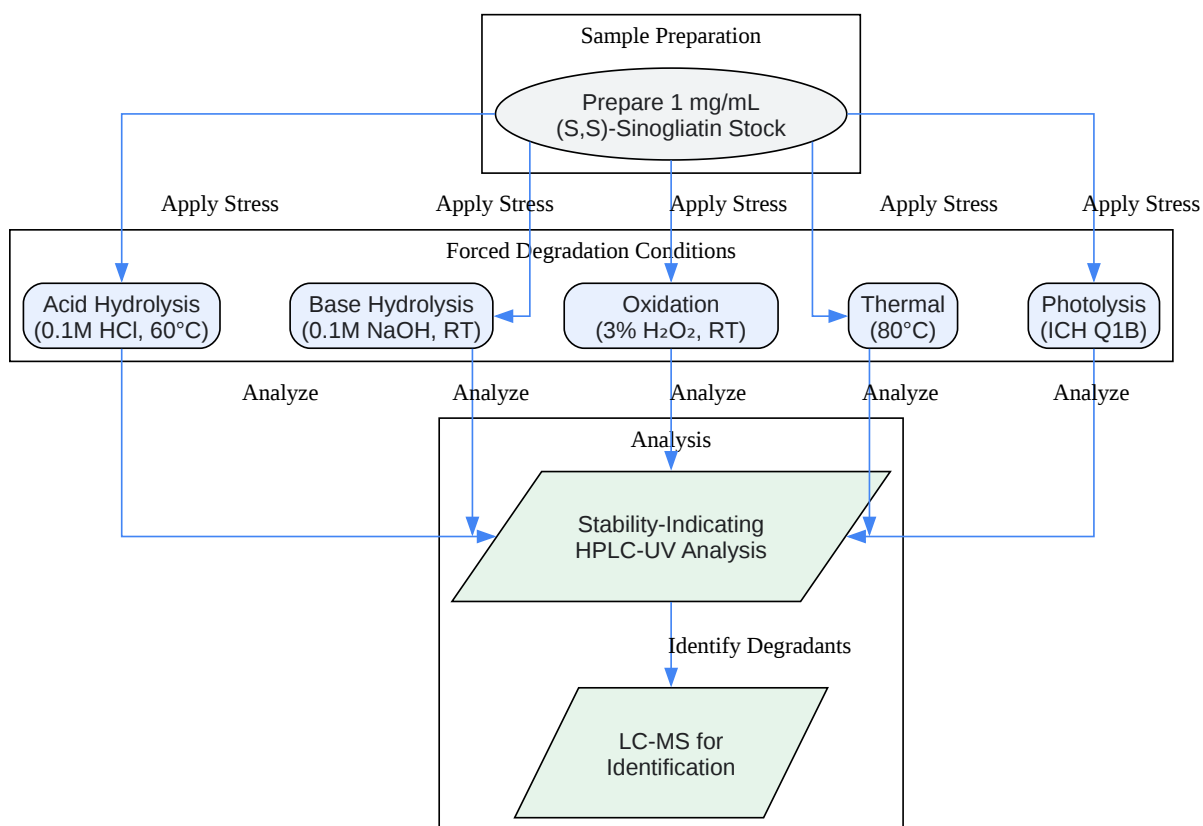 Sample Preparation
Prepare 1 mg/mL
(S,S)-Sinogliatin Stock
Apply Stress
Apply Stress
Apply Stress
Apply Stress
Apply Stress
Forced Degradation Conditions
Acid Hydrolysis
(0.1M HCl, 60°C)
Base Hydrolysis
(0.1M NaOH, RT)
Oxidation
(3% H₂O₂, RT)
Thermal
(80°C)
Photolysis
(ICH Q1B)
Analyze
Analyze
Analyze
Analyze
Analyze
Analysis
Stability-Indicating
HPLC-UV Analysis
Identify Degradants
LC-MS for
Identification